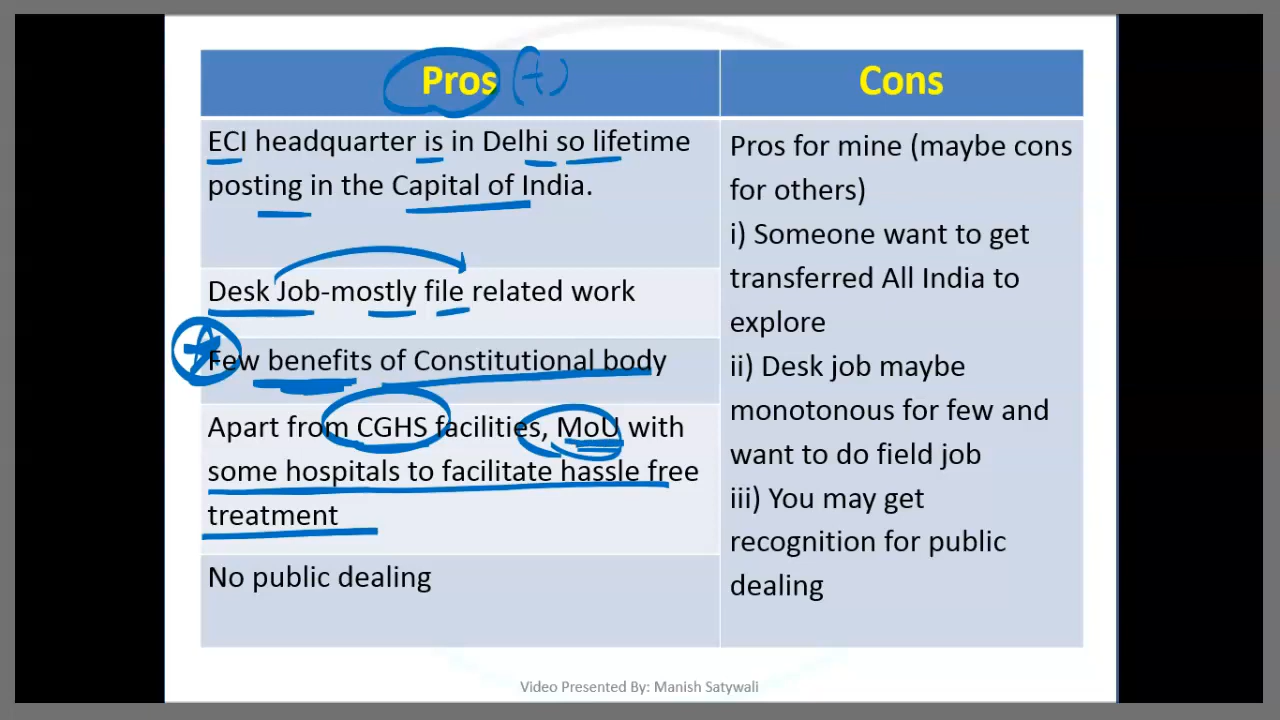 Pros (+)
Cons
ECI headquarter is in Delhi so lifetime
posting in the Capital of India.
Desk Job-mostly file related work
Few benefits of Constitutional body
Apart from CGHS facilities, MoU with
some hospitals to facilitate hassle free
treatment
No public dealing
Pros for mine (maybe cons
for others)
i) Someone want to get
transferred All India to
explore
ii) Desk job maybe
monotonous for few and
want to do field job
iii) You may get
recognition for public
dealing
Video Presented By: Manish Satywali